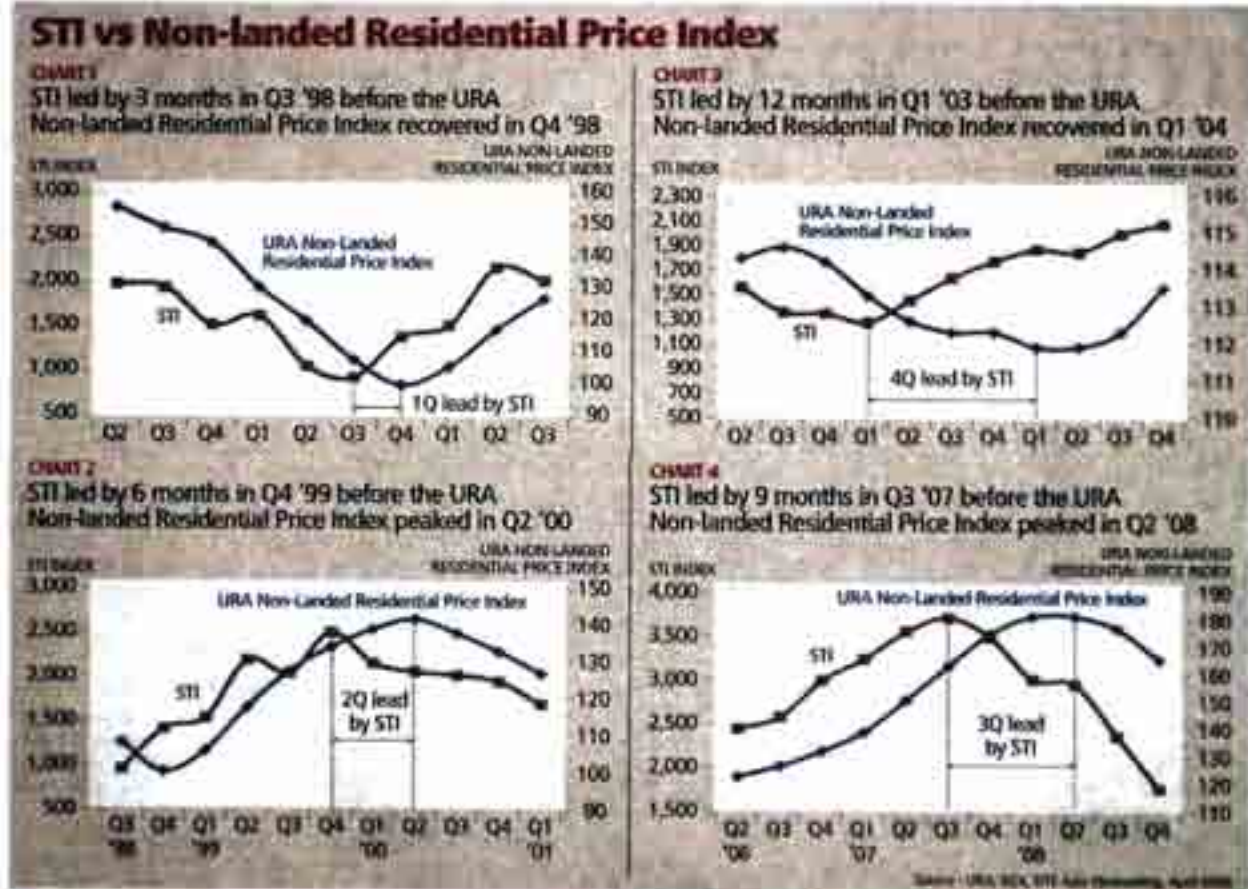 STI vs Non-landed Residential Price Index
CHART 1
STI led by 3 months in Q3 '98 before the URA
Non-landed Residential Price Index recovered in Q4 '98
STI INDEX
URA NON-LANDED
RESIDENTIAL PRICE INDEX
3,000
2,500
2,000
1,500
1,000
500
160
150
140
130
120
110
100
90
URA Non-Landed
Residential Price Index
STI
1Q lead by STI
Q2 Q3 Q4 Q1 Q2 Q3 Q4 Q1 Q2 Q3
CHART 2
STI led by 6 months in Q4 '99 before the URA
Non-landed Residential Price Index peaked in Q2 '00
STI INDEX
URA NON-LANDED
RESIDENTIAL PRICE INDEX
3,000
2,500
2,000
1,500
1,000
500
150
140
130
120
110
100
90
URA Non-Landed Residential Price Index
STI
2Q lead
by STI
Q3 Q4 Q1 Q2 Q3 Q4 Q1 Q2 Q3 Q4 Q1
'98 '99 '00 '01
CHART 3
STI led by 12 months in Q1 '03 before the URA
Non-landed Residential Price Index recovered in Q1 '04
STI INDEX
URA NON-LANDED
RESIDENTIAL PRICE INDEX
2,300
2,100
1,900
1,700
1,500
1,300
1,100
900
700
500
116
115
114
113
112
111
110
URA Non-Landed
Residential Price Index
STI
4Q lead by STI
Q2 Q3 Q4 Q1 Q2 Q3 Q4 Q1 Q2 Q3 Q4
CHART 4
STI led by 9 months in Q3 '07 before the URA
Non-landed Residential Price Index peaked in Q2 '08
STI INDEX
URA NON-LANDED
RESIDENTIAL PRICE INDEX
4,000
3,500
3,000
2,500
2,000
1,500
190
180
170
160
150
140
130
120
110
URA Non-Landed Residential Price Index
STI
3Q lead
by STI
Q2 Q3 Q4 Q1 Q2 Q3 Q4 Q1 Q2 Q3 Q4
'06 '07 '08